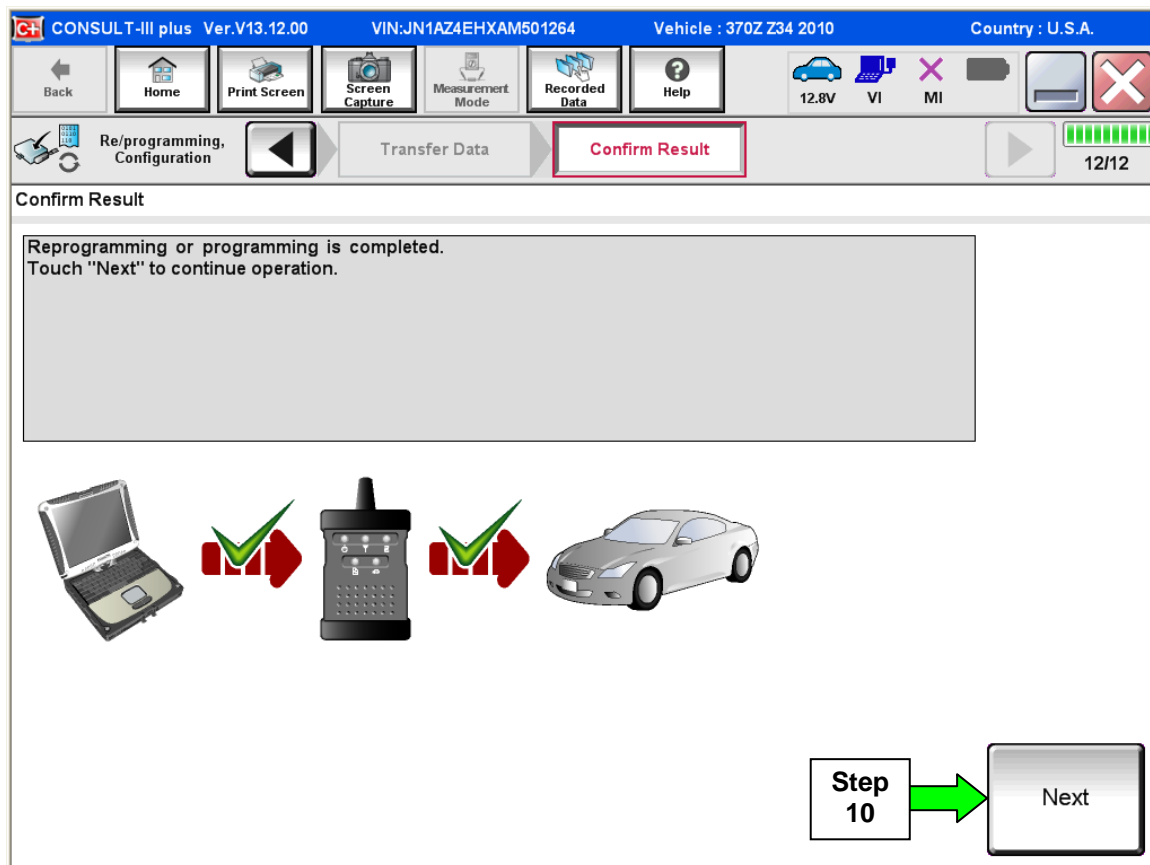 C+ CONSULT-III plus Ver.V13.12.00 VIN:JN1AZ4EHXAM501264 Vehicle : 370Z Z34 2010 Country : U.S.A.
Back
Home
Print Screen
Screen
Capture
Measurement
Mode
Recorded
Data
Help
12.8V
VI
MI
Re/programming,
Configuration
Transfer Data
Confirm Result
12/12
Confirm Result
Reprogramming or programming is completed.
Touch "Next" to continue operation.
Step
10
Next